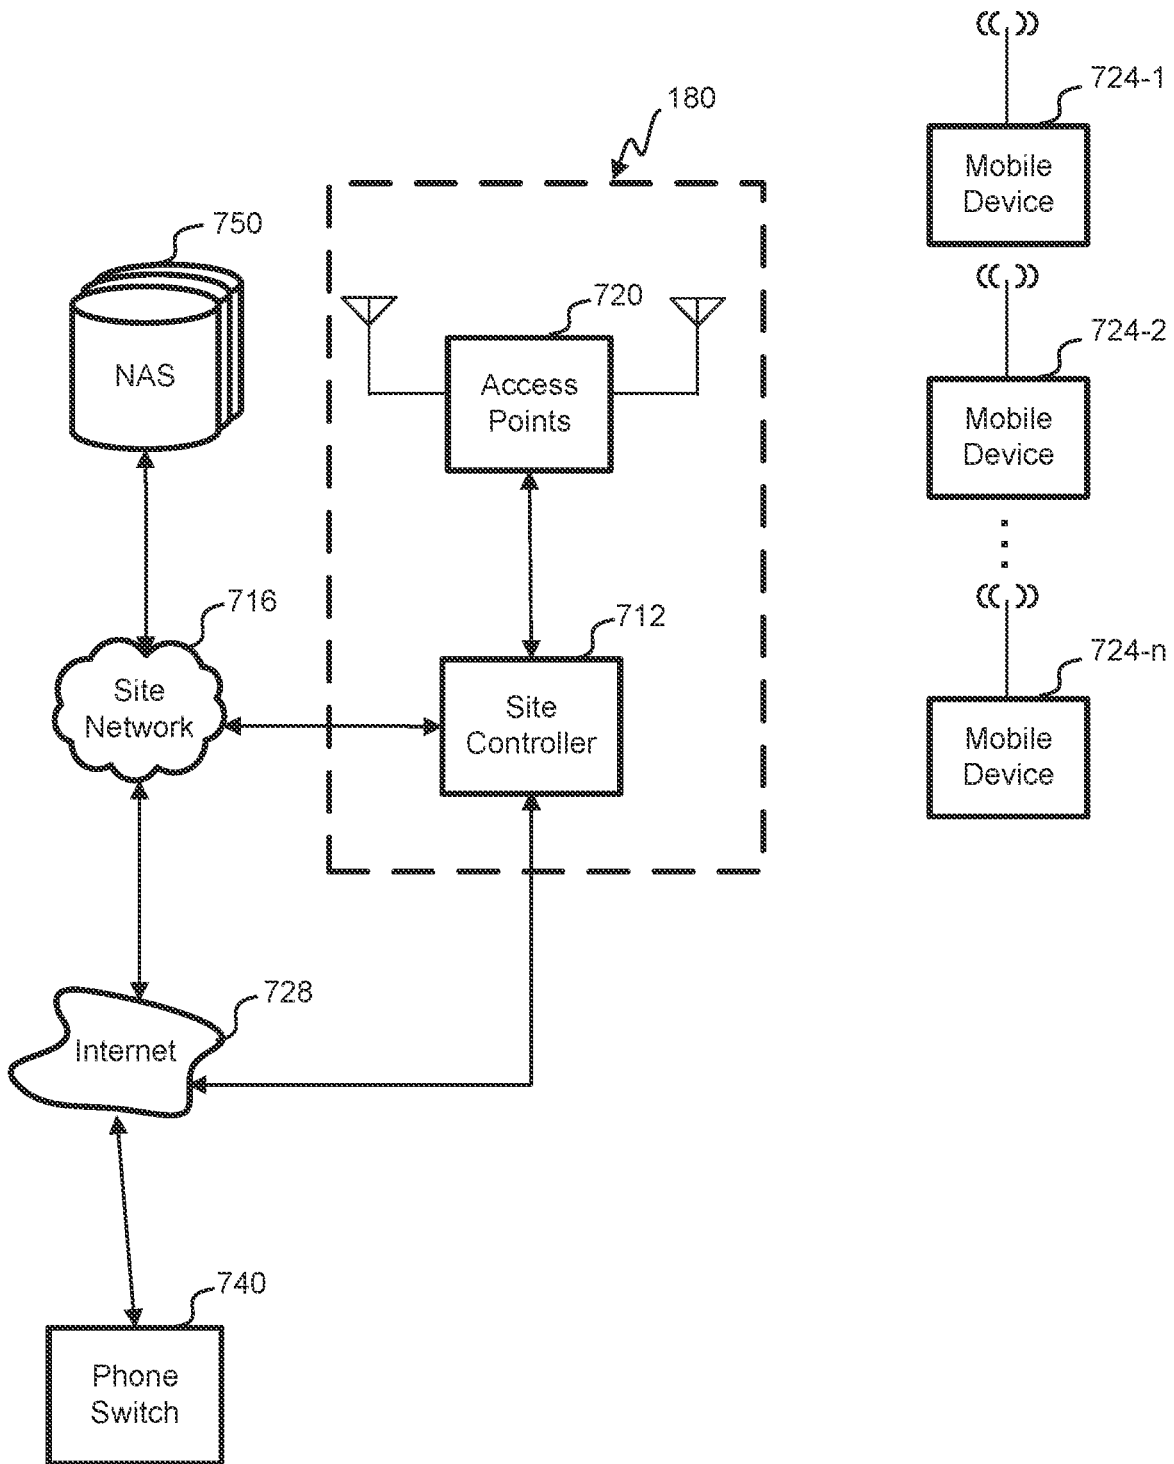 724-1
Mobile
Device
180
750
NAS
720
Access
Points
724-2
Mobile
Device
716
Site
Network
712
Site
Controller
724-n
Mobile
Device
728
Internet
740
Phone
Switch